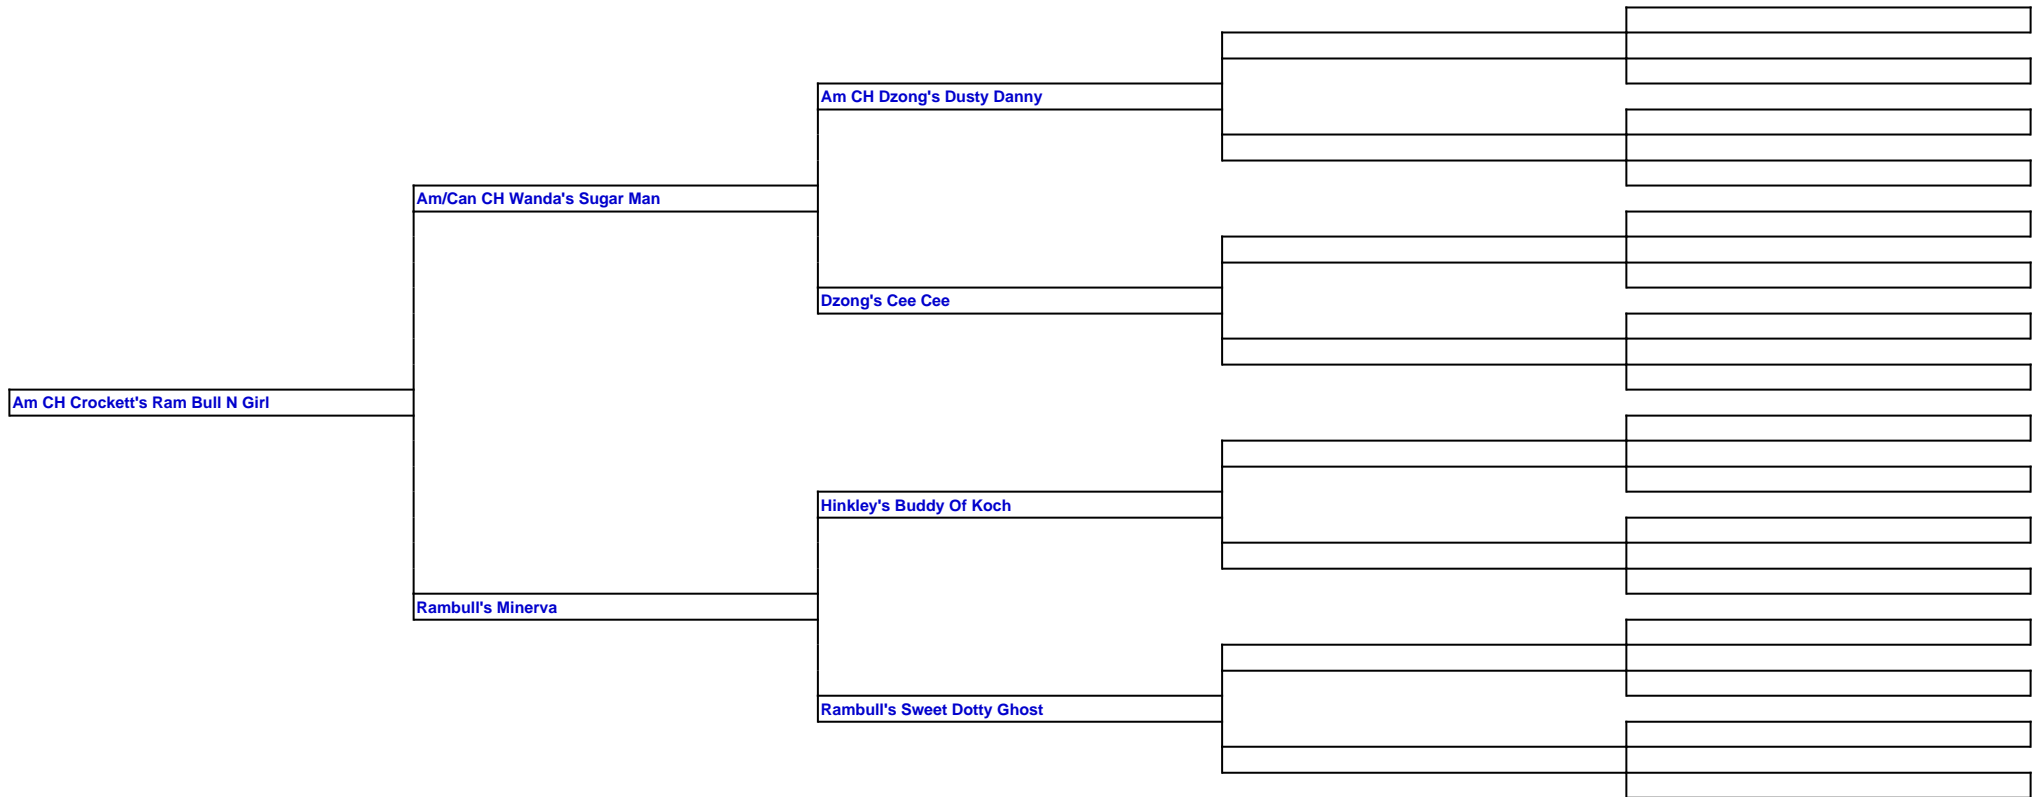 Am CH Dzong's Dusty Danny
Am/Can CH Wanda's Sugar Man
Dzong's Cee Cee
Am CH Crockett's Ram Bull N Girl
Hinkley's Buddy Of Koch
Rambull's Minerva
Rambull's Sweet Dotty Ghost